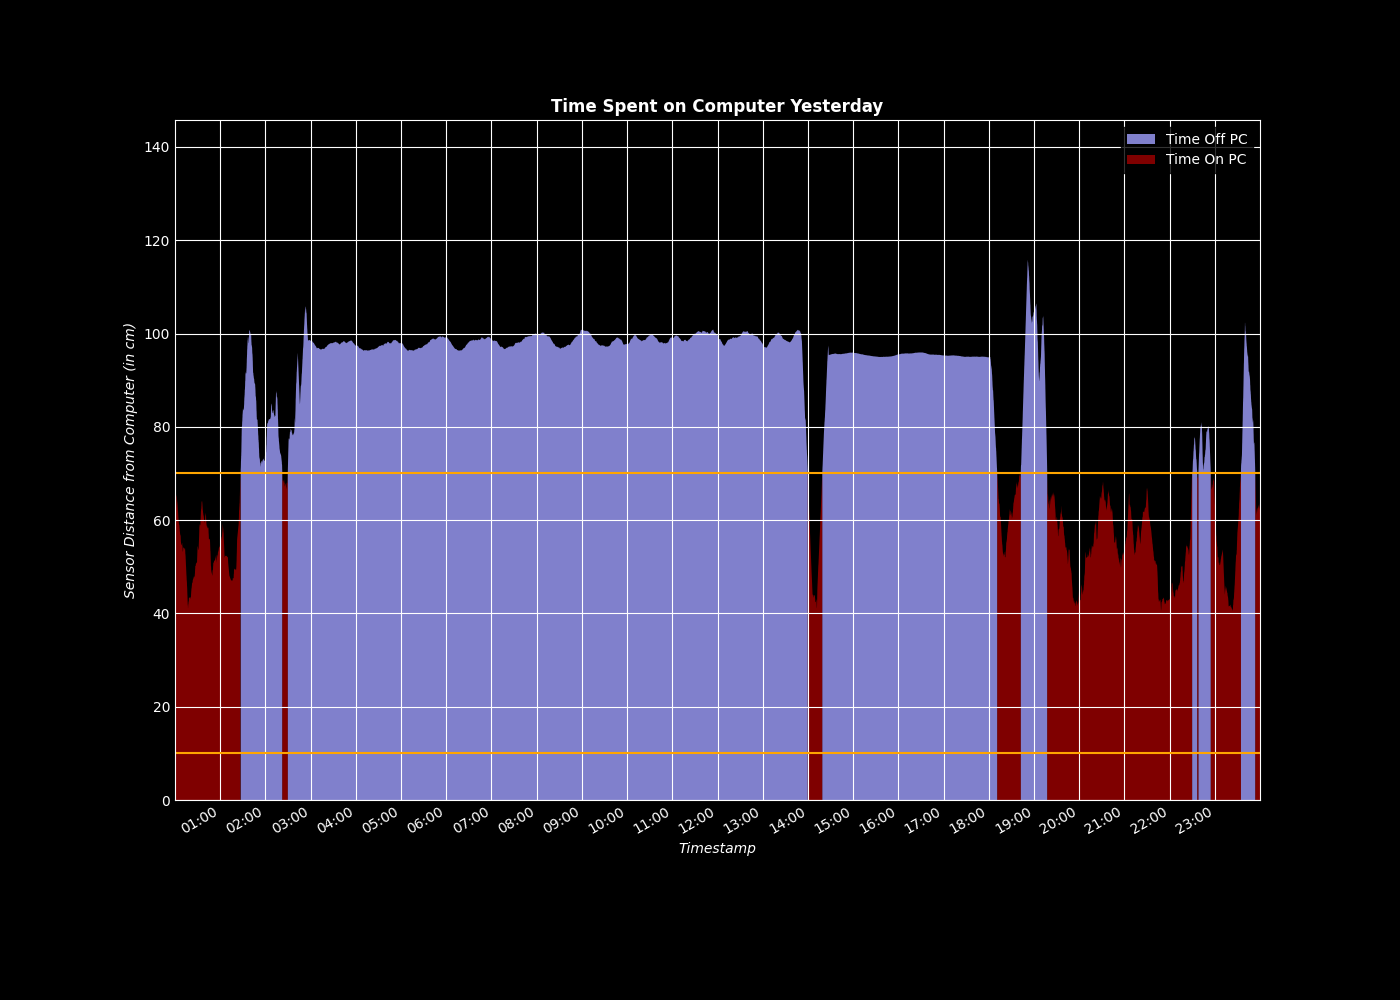 Time Spent on Computer Yesterday
Time Off PC
Time On PC
140
120
100
80
60
40
20
0
Sensor Distance from Computer (in cm)
01:00 02:00 03:00 04:00 05:00 06:00 07:00 08:00 09:00 10:00 11:00 12:00 13:00 14:00 15:00 16:00 17:00 18:00 19:00 20:00 21:00 22:00 23:00
Timestamp